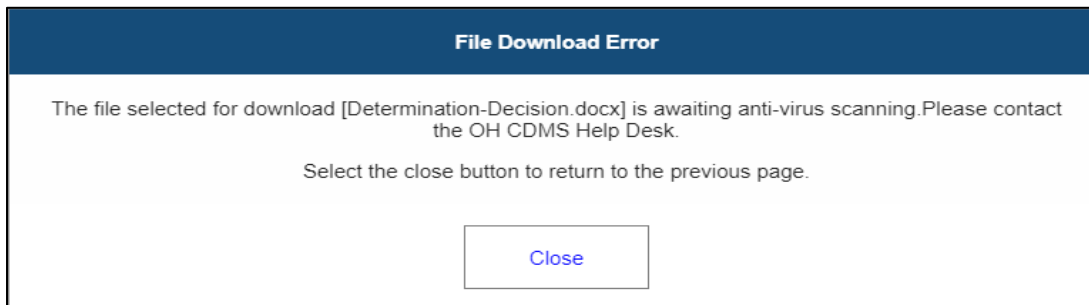 File Download Error
The file selected for download [Determination-Decision.docx] is awaiting anti-virus scanning.Please contact
the OH CDMS Help Desk.
Select the close button to return to the previous page.
Close